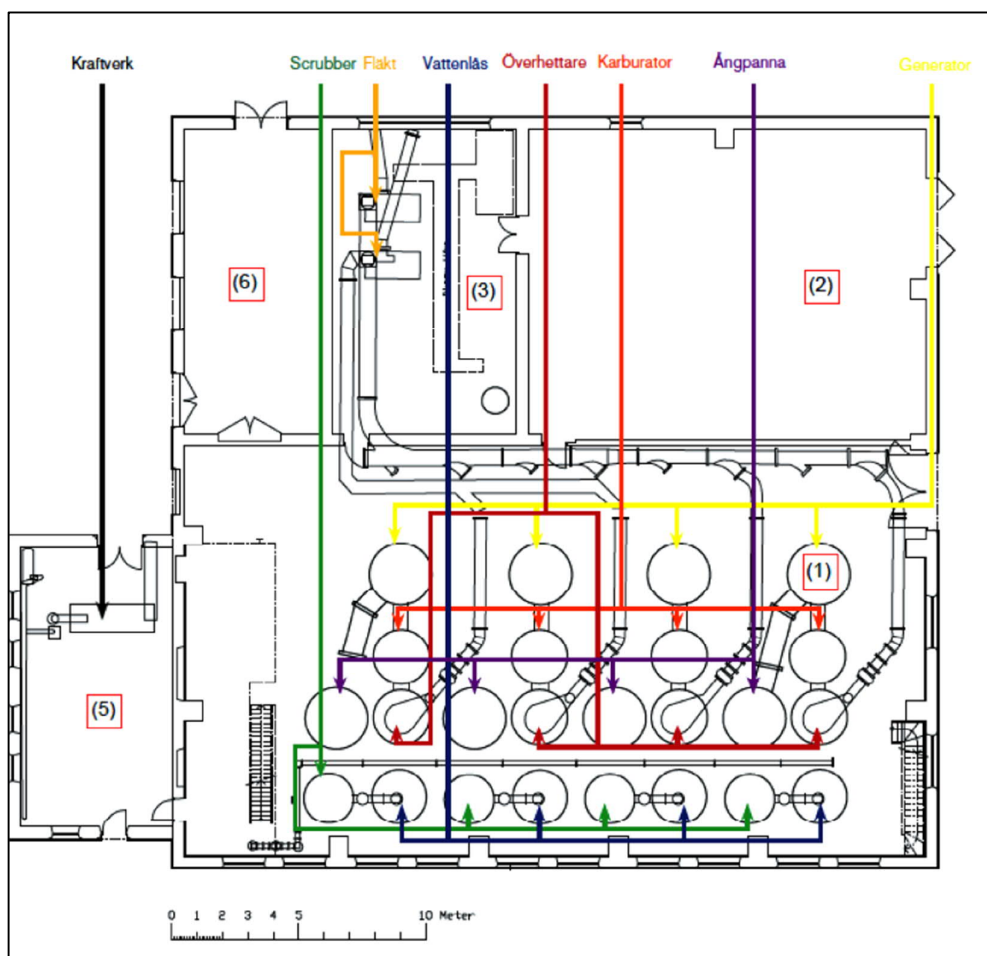 Kraftverk Scrubber Fläkt Vattenlås Överhettare Karburator Ångpanna Generator
(6)
(3)
(2)
(1)
(5)
0 1 2 3 4 5 10 Meter